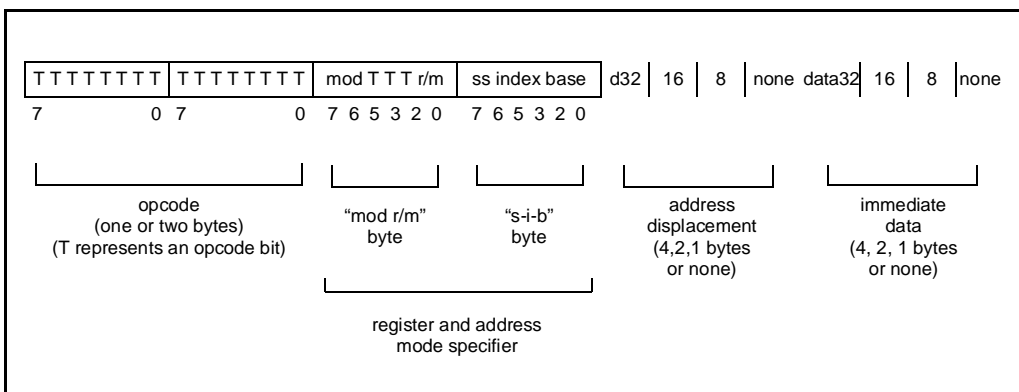 T T T T T T T T T T T T T T T T mod T T T r/m ss index base d32 16 8 none data32 16 8 none
7 0 7 0 7 6 5 3 2 0 7 6 5 3 2 0
opcode
(one or two bytes)
(T represents an opcode bit)
“mod r/m”
byte
“s-i-b”
byte
address
displacement
(4,2,1 bytes
or none)
immediate
data
(4, 2, 1 bytes
or none)
register and address
mode specifier